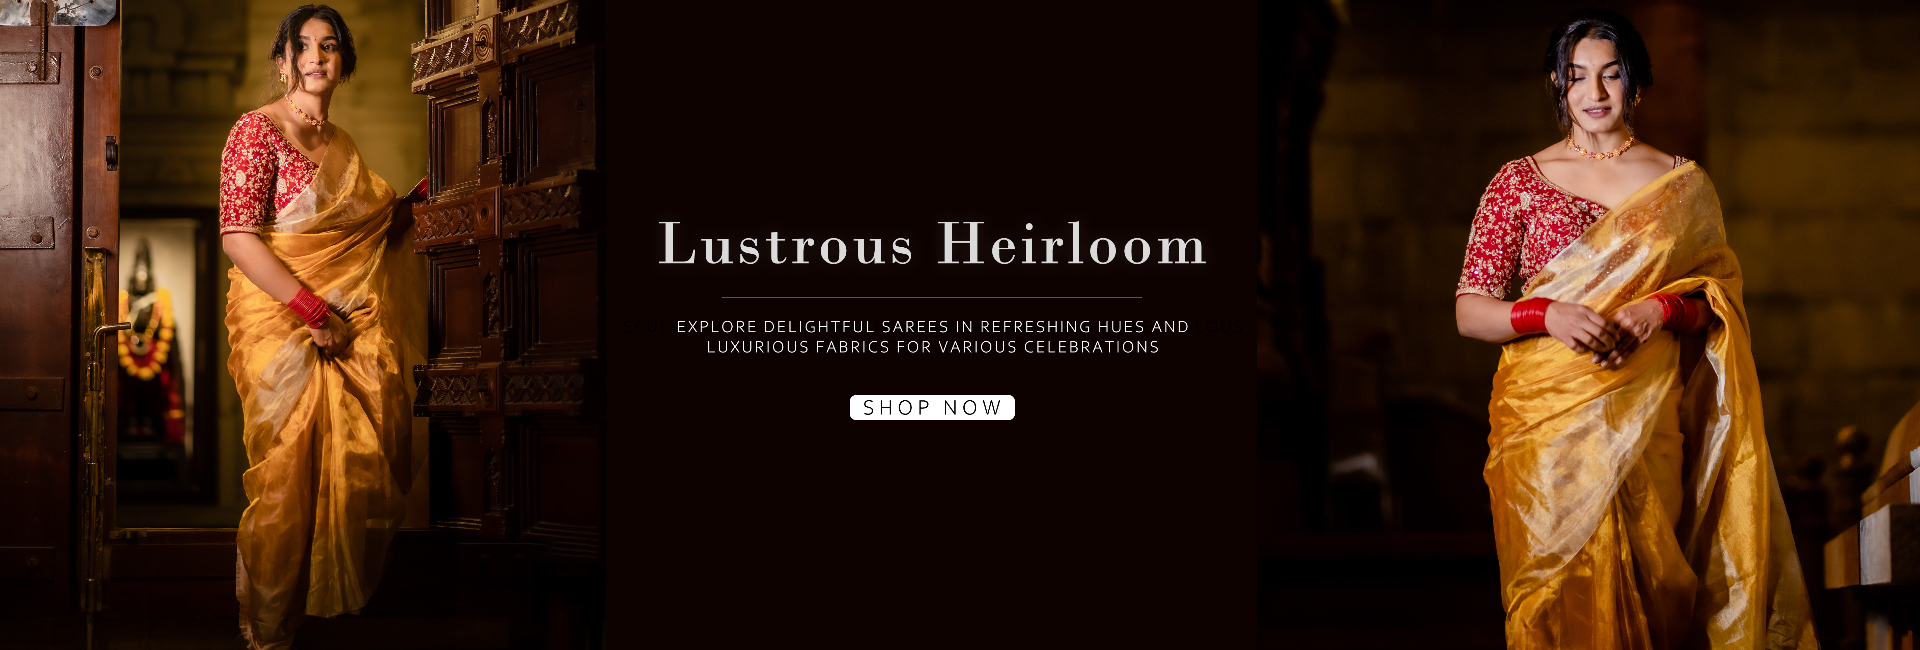 Lustrous Heirloom
EXPLORE DELIGHTFUL SAREES IN REFRESHING HUES AND
LUXURIOUS FABRICS FOR VARIOUS CELEBRATIONS
SHOP NOW